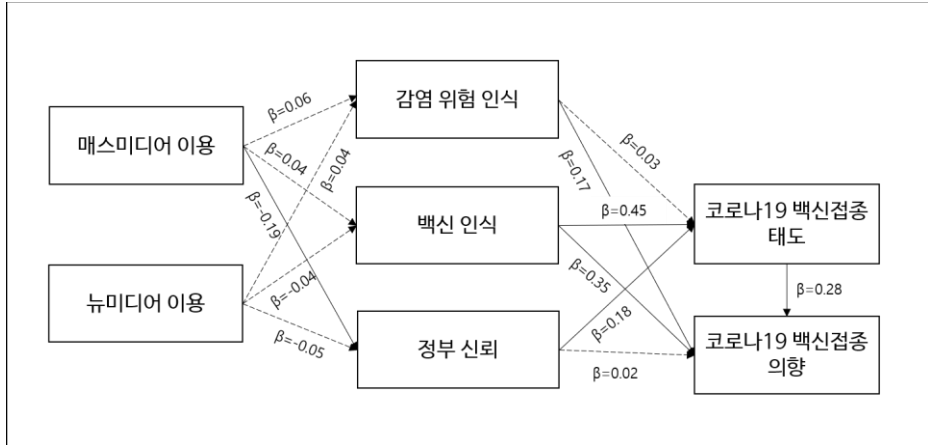 감염 위험 인식
β=0.06
매스미디어 이용
β=0.04
β=0.04
β=0.03
β=0.17
β=-0.19
백신 인식
β=0.45
코로나19 백신접종
태도
뉴미디어 이용
β=-0.04
β=0.35
β=0.28
β=-0.05
정부 신뢰
β=0.18
β=0.02
코로나19 백신접종
의향